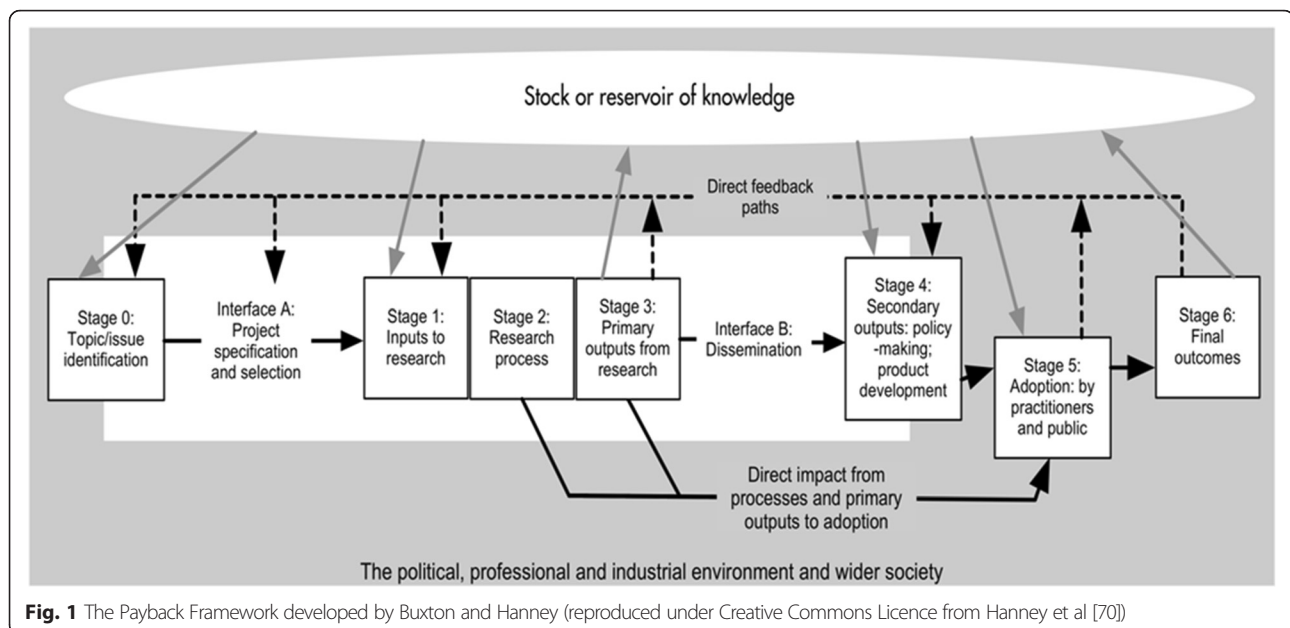 Stock or reservoir of knowledge
Direct feedback
paths
Stage 0:
Topic/issue
identification
Interface A:
Project
specification
and selection
Stage 1:
Inputs to
research
Stage 2:
Research
process
Stage 3:
Primary
outputs from
research
Interface B:
Dissemination
Stage 4:
Secondary
outputs: policy
-making;
product
development
Stage 5:
Adoption: by
practitioners
and public
Stage 6:
Final
outcomes
Direct impact from
processes and primary
outputs to adoption
The political, professional and industrial environment and wider society
Fig. 1 The Payback Framework developed by Buxton and Hanney (reproduced under Creative Commons Licence from Hanney et al [70])